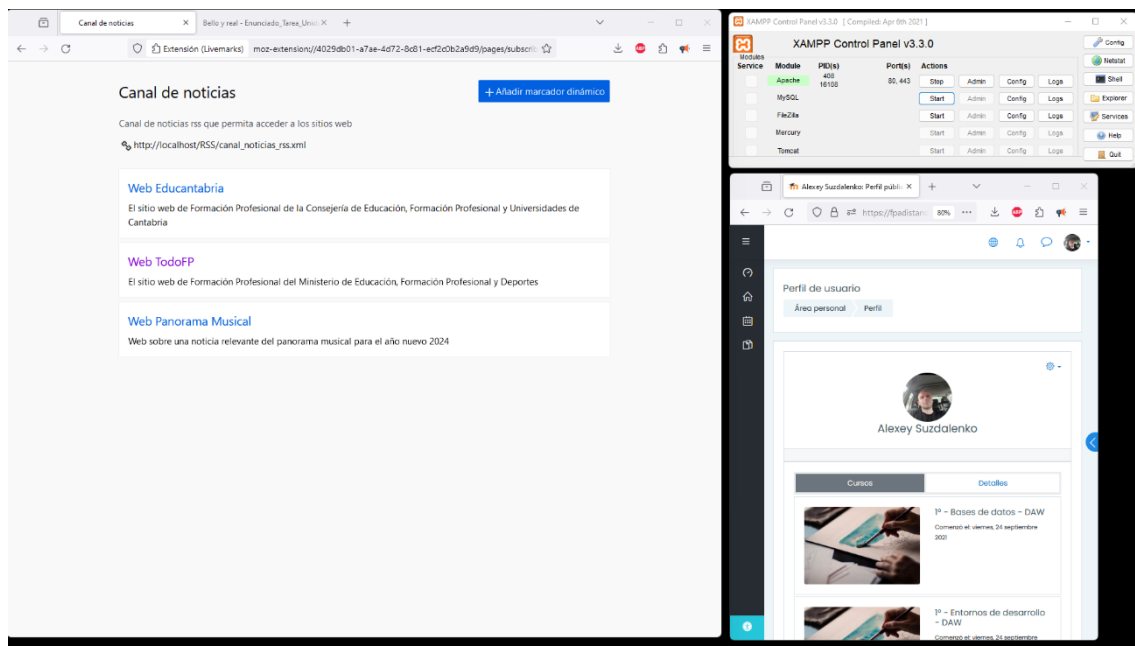 Canal de noticias
Bello y real - Enunciado_Tarea_Unid
Extensión (Livemarks) moz-extension://4029db01-a7ae-4d72-8c81-ecf2c0b2a9d9/pages/subscrib
Canal de noticias
Añadir marcador dinámico
Canal de noticias rss que permita acceder a los sitios web
http://localhost/RSS/canal_noticias_rss.xml
Web Educantabria
El sitio web de Formación Profesional de la Consejería de Educación, Formación Profesional y Universidades de
Cantabria
Web TodoFP
El sitio web de Formación Profesional del Ministerio de Educación, Formación Profesional y Deportes
Web Panorama Musical
Web sobre una noticia relevante del panorama musical para el año nuevo 2024
XAMPP Control Panel v3.3.0 [ Compiled: Apr 6th 2021 ]
XAMPP Control Panel v3.3.0
Modules
Service Module PID(s) Port(s) Actions
Apache 408 16168 80, 443 Stop Admin Config Logs
MySQL Start Admin Config Logs
FileZilla Start Admin Config Logs
Mercury Start Admin Config Logs
Tomcat Start Admin Config Logs
Config
Netstat
Shell
Explorer
Services
Help
Quit
Alexey Suzdalenko: Perfil públic
https://fpadistanc 80%
Perfil de usuario
Área personal Perfil
Alexey Suzdalenko
Cursos Detalles
1º - Bases de datos - DAW
Comenzó el: viernes, 24 septiembre
2021
1º - Entornos de desarrollo
- DAW
Comenzó el: viernes, 24 septiembre